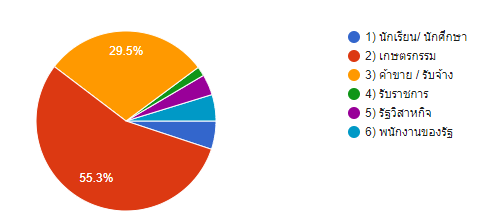 29.5%
55.3%
1) นักเรียน/ นักศึกษา
2) เกษตรกรรม
3) ค้าขาย / รับจ้าง
4) รับราชการ
5) รัฐวิสาหกิจ
6) พนักงานของรัฐ